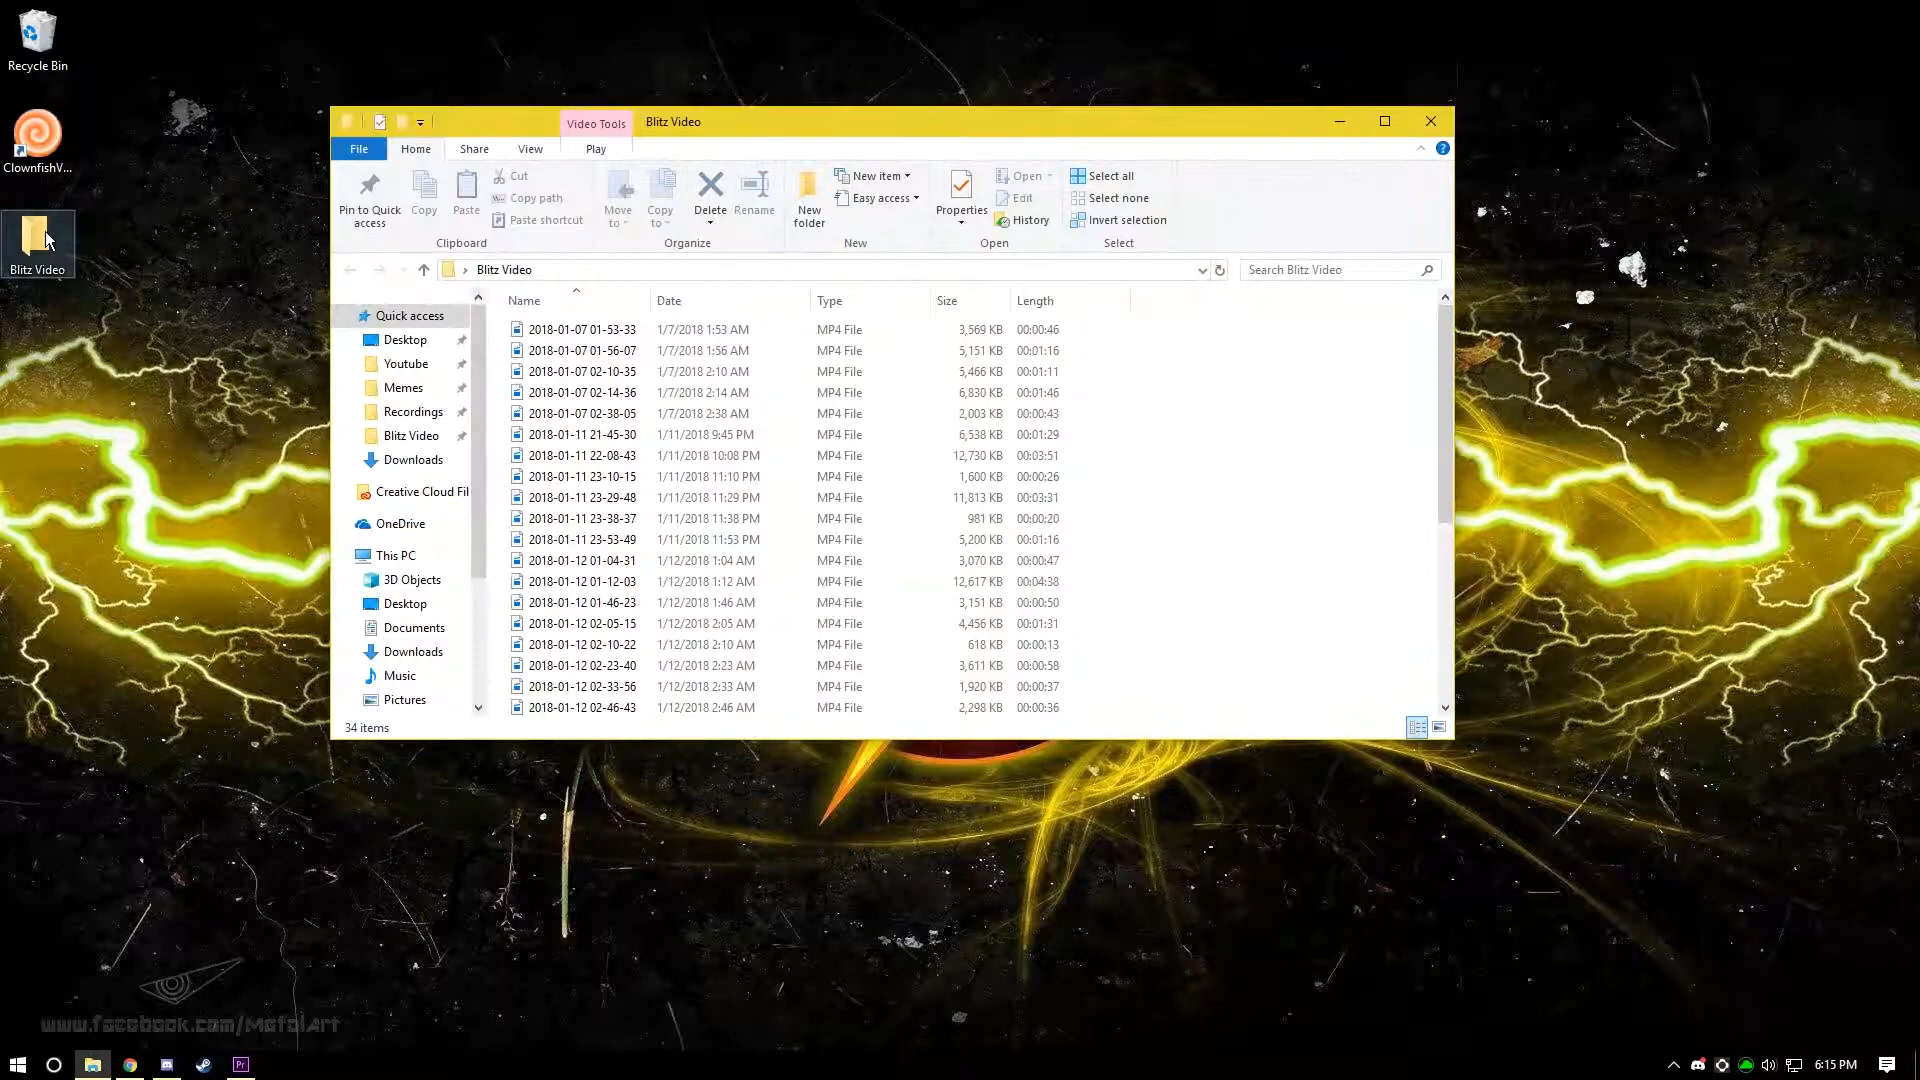 Recycle Bin
ClownfishV...
Blitz Video
Video Tools
Blitz Video
File
Home
Share
View
Play
Pin to Quick access
Copy
Paste
Cut
Copy path
Paste shortcut
Clipboard
Move to
Copy to
Delete
Rename
Organize
New folder
New item
Easy access
New
Properties
Open
Edit
History
Open
Select all
Select none
Invert selection
Select
Blitz Video
Search Blitz Video
Quick access
Desktop
Youtube
Memes
Recordings
Blitz Video
Downloads
Creative Cloud Fil
OneDrive
This PC
3D Objects
Desktop
Documents
Downloads
Music
Pictures
Name Date Type Size Length
2018-01-07 01-53-33 1/7/2018 1:53 AM MP4 File 3,569 KB 00:00:46
2018-01-07 01-56-07 1/7/2018 1:56 AM MP4 File 5,151 KB 00:01:16
2018-01-07 02-10-35 1/7/2018 2:10 AM MP4 File 5,466 KB 00:01:11
2018-01-07 02-14-36 1/7/2018 2:14 AM MP4 File 6,830 KB 00:01:46
2018-01-07 02-38-05 1/7/2018 2:38 AM MP4 File 2,003 KB 00:00:43
2018-01-11 21-45-30 1/11/2018 9:45 PM MP4 File 6,538 KB 00:01:29
2018-01-11 22-08-43 1/11/2018 10:08 PM MP4 File 12,730 KB 00:03:51
2018-01-11 23-10-15 1/11/2018 11:10 PM MP4 File 1,600 KB 00:00:26
2018-01-11 23-29-48 1/11/2018 11:29 PM MP4 File 11,813 KB 00:03:31
2018-01-11 23-38-37 1/11/2018 11:38 PM MP4 File 981 KB 00:00:20
2018-01-11 23-53-49 1/11/2018 11:53 PM MP4 File 5,200 KB 00:01:16
2018-01-12 01-04-31 1/12/2018 1:04 AM MP4 File 3,070 KB 00:00:47
2018-01-12 01-12-03 1/12/2018 1:12 AM MP4 File 12,617 KB 00:04:38
2018-01-12 01-46-23 1/12/2018 1:46 AM MP4 File 3,151 KB 00:00:50
2018-01-12 02-05-15 1/12/2018 2:05 AM MP4 File 4,456 KB 00:01:31
2018-01-12 02-10-22 1/12/2018 2:10 AM MP4 File 618 KB 00:00:13
2018-01-12 02-23-40 1/12/2018 2:23 AM MP4 File 3,611 KB 00:00:58
2018-01-12 02-33-56 1/12/2018 2:33 AM MP4 File 1,920 KB 00:00:37
2018-01-12 02-46-43 1/12/2018 2:46 AM MP4 File 2,298 KB 00:00:36
34 items
Pr
6:15 PM